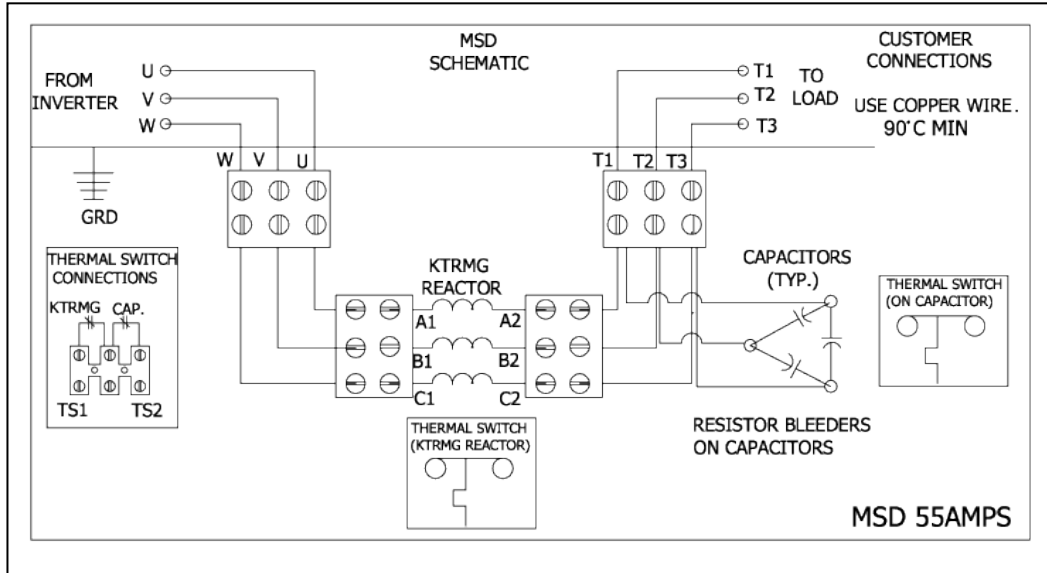 MSD
SCHEMATIC
CUSTOMER
CONNECTIONS
FROM
INVERTER
U
V
W
T1
T2
T3
TO
LOAD
USE COPPER WIRE.
90°C MIN
W V U
T1 T2 T3
GRD
THERMAL SWITCH
CONNECTIONS
KTRMG CAP.
TS1 TS2
KTRMG
REACTOR
A1 A2
B1 B2
C1 C2
CAPACITORS
(TYP.)
THERMAL SWITCH
(ON CAPACITOR)
THERMAL SWITCH
(KTRMG REACTOR)
RESISTOR BLEEDERS
ON CAPACITORS
MSD 55AMPS